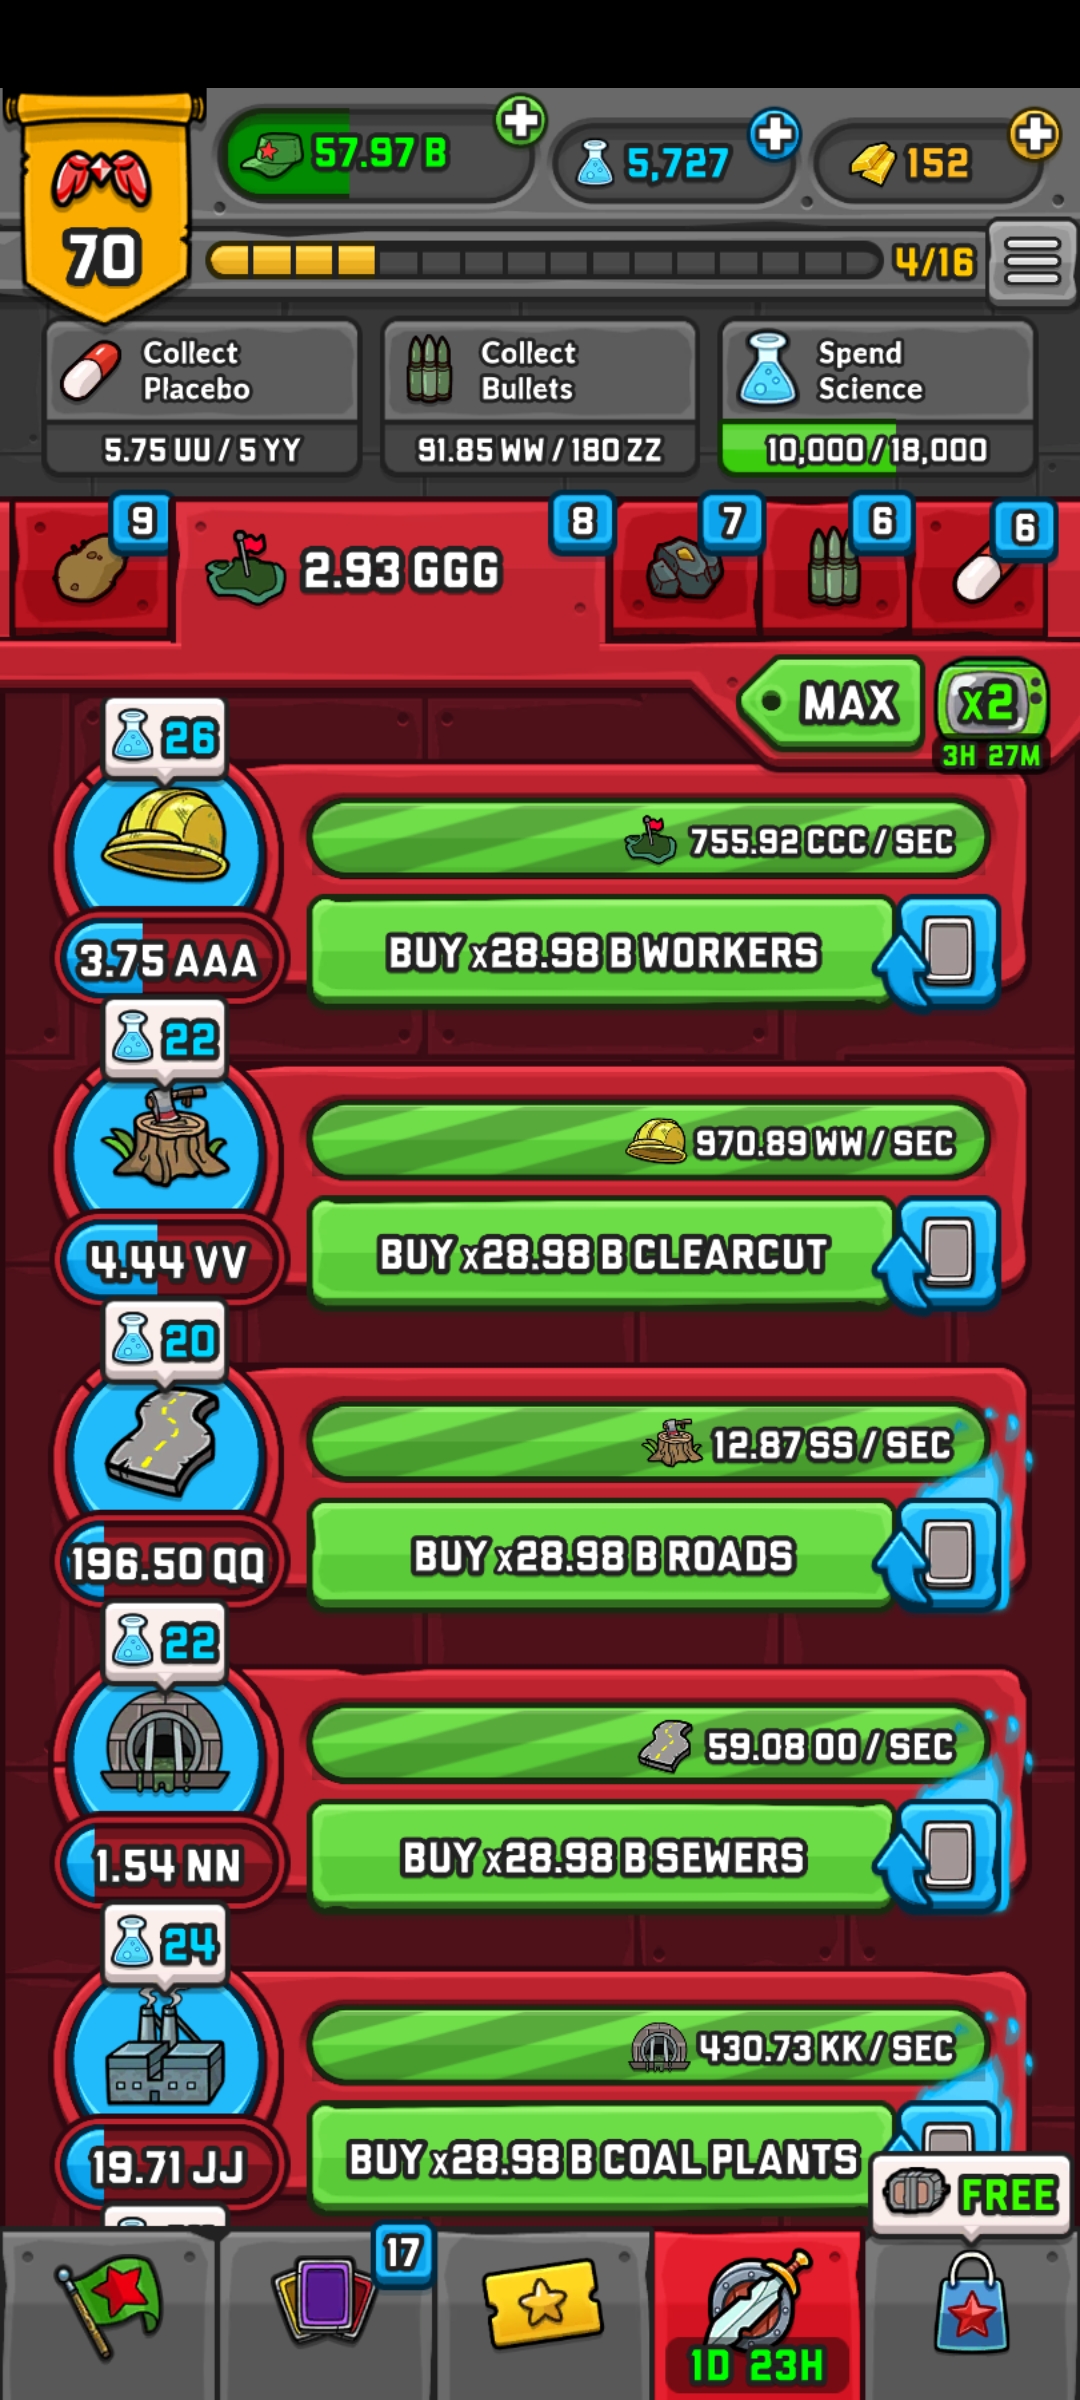 57.97 B
5,727
152
70
4/16
Collect
Placebo
5.75 UU / 5 YY
Collect
Bullets
91.85 WW / 180 ZZ
Spend
Science
10,000 / 18,000
9
2.93 GGG
8
7
6
6
MAX
x2
3H 27M
26
755.92 CCC / SEC
BUY x28.98 B WORKERS
3.75 AAA
22
970.89 WW / SEC
BUY x28.98 B CLEARCUT
4.44 VV
20
12.87 SS / SEC
BUY x28.98 B ROADS
196.50 QQ
22
59.08 OO / SEC
BUY x28.98 B SEWERS
1.54 NN
24
430.73 KK / SEC
BUY x28.98 B COAL PLANTS
19.71 JJ
FREE
17
1D 23H